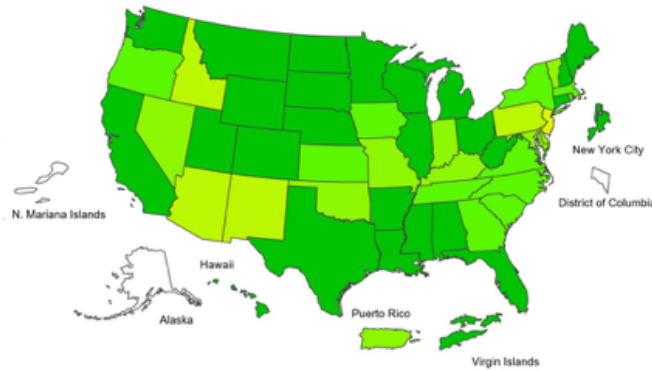 New York City
District of Columbia
N. Mariana Islands
Hawaii
Alaska
Puerto Rico
Virgin Islands